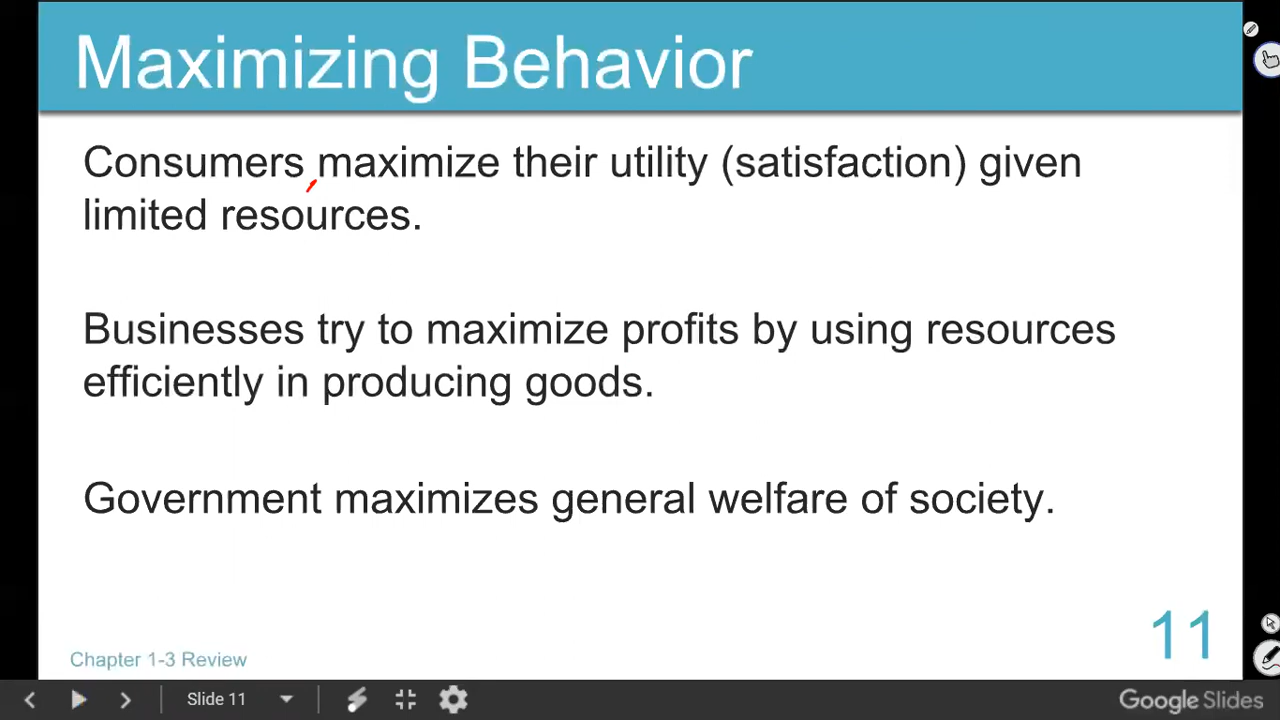 Maximizing Behavior
Consumers maximize their utility (satisfaction) given
limited resources.
Businesses try to maximize profits by using resources
efficiently in producing goods.
Government maximizes general welfare of society.
11
Chapter 1-3 Review
Slide 11
Google Slides